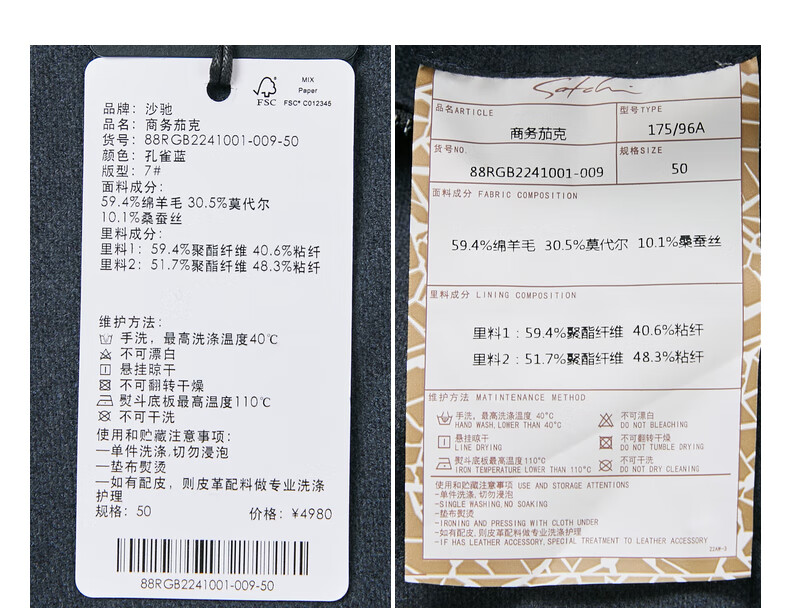 FSC
MIX
Paper
FSC® C012345
品牌: 沙驰
品名: 商务茄克
货号: 88RGB2241001-009-50
颜色: 孔雀蓝
版型: 7#
面料成分:
59.4%绵羊毛 30.5%莫代尔
10.1%桑蚕丝
里料成分:
里料1: 59.4%聚酯纤维 40.6%粘纤
里料2: 51.7%聚酯纤维 48.3%粘纤
维护方法:
手洗, 最高洗涤温度40℃
不可漂白
悬挂晾干
不可翻转干燥
熨斗底板最高温度110℃
不可干洗
使用和贮藏注意事项:
—单件洗涤,切勿浸泡
—垫布熨烫
—如有配皮, 则皮革配料做专业洗涤
护理
规格: 50 价格: ¥4980
88RGB2241001-009-50
Satchi
品名ARTICLE 型号TYPE
商务茄克 175/96A
货号NO. 规格SIZE
88RGB2241001-009 50
面料成分 FABRIC COMPOSITION
59.4%绵羊毛 30.5%莫代尔 10.1%桑蚕丝
里料成分 LINING COMPOSITION
里料1: 59.4%聚酯纤维 40.6%粘纤
里料2: 51.7%聚酯纤维 48.3%粘纤
维护方法 MATINTENANCE METHOD
手洗, 最高洗涤温度 40°C 不可漂白
HAND WASH, LOWER THAN 40°C DO NOT BLEACHING
悬挂晾干 不可翻转干燥
LINE DRYING DO NOT TUMBLE DRYING
熨斗底板最高温度110°C 不可干洗
IRON TEMPERATURE LOWER THAN 110°C DO NOT DRY CLEANING
使用和贮藏注意事项 USE AND STORAGE ATTENTIONS
-单件洗涤, 切勿浸泡
-SINGLE WASHING, NO SOAKING
-垫布熨烫
-IRONING AND PRESSING WITH CLOTH UNDER
-如有配皮, 则皮革配料做专业洗涤护理
-IF HAS LEATHER ACCESSORY, SPECIAL TREATMENT TO LEATHER ACCESSORY